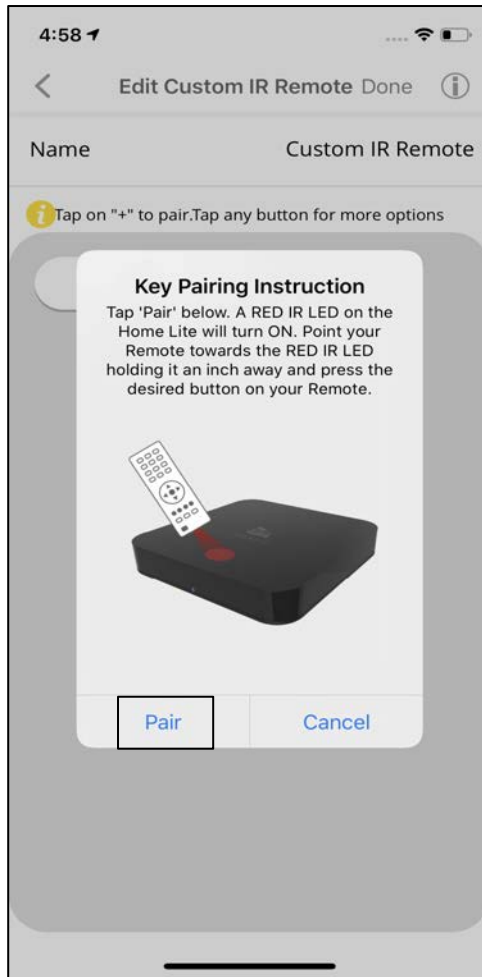 4:58
Edit Custom IR Remote Done
Name Custom IR Remote
Tap on "+" to pair.Tap any button for more options
Key Pairing Instruction
Tap 'Pair' below. A RED IR LED on the
Home Lite will turn ON. Point your
Remote towards the RED IR LED
holding it an inch away and press the
desired button on your Remote.
Pair Cancel